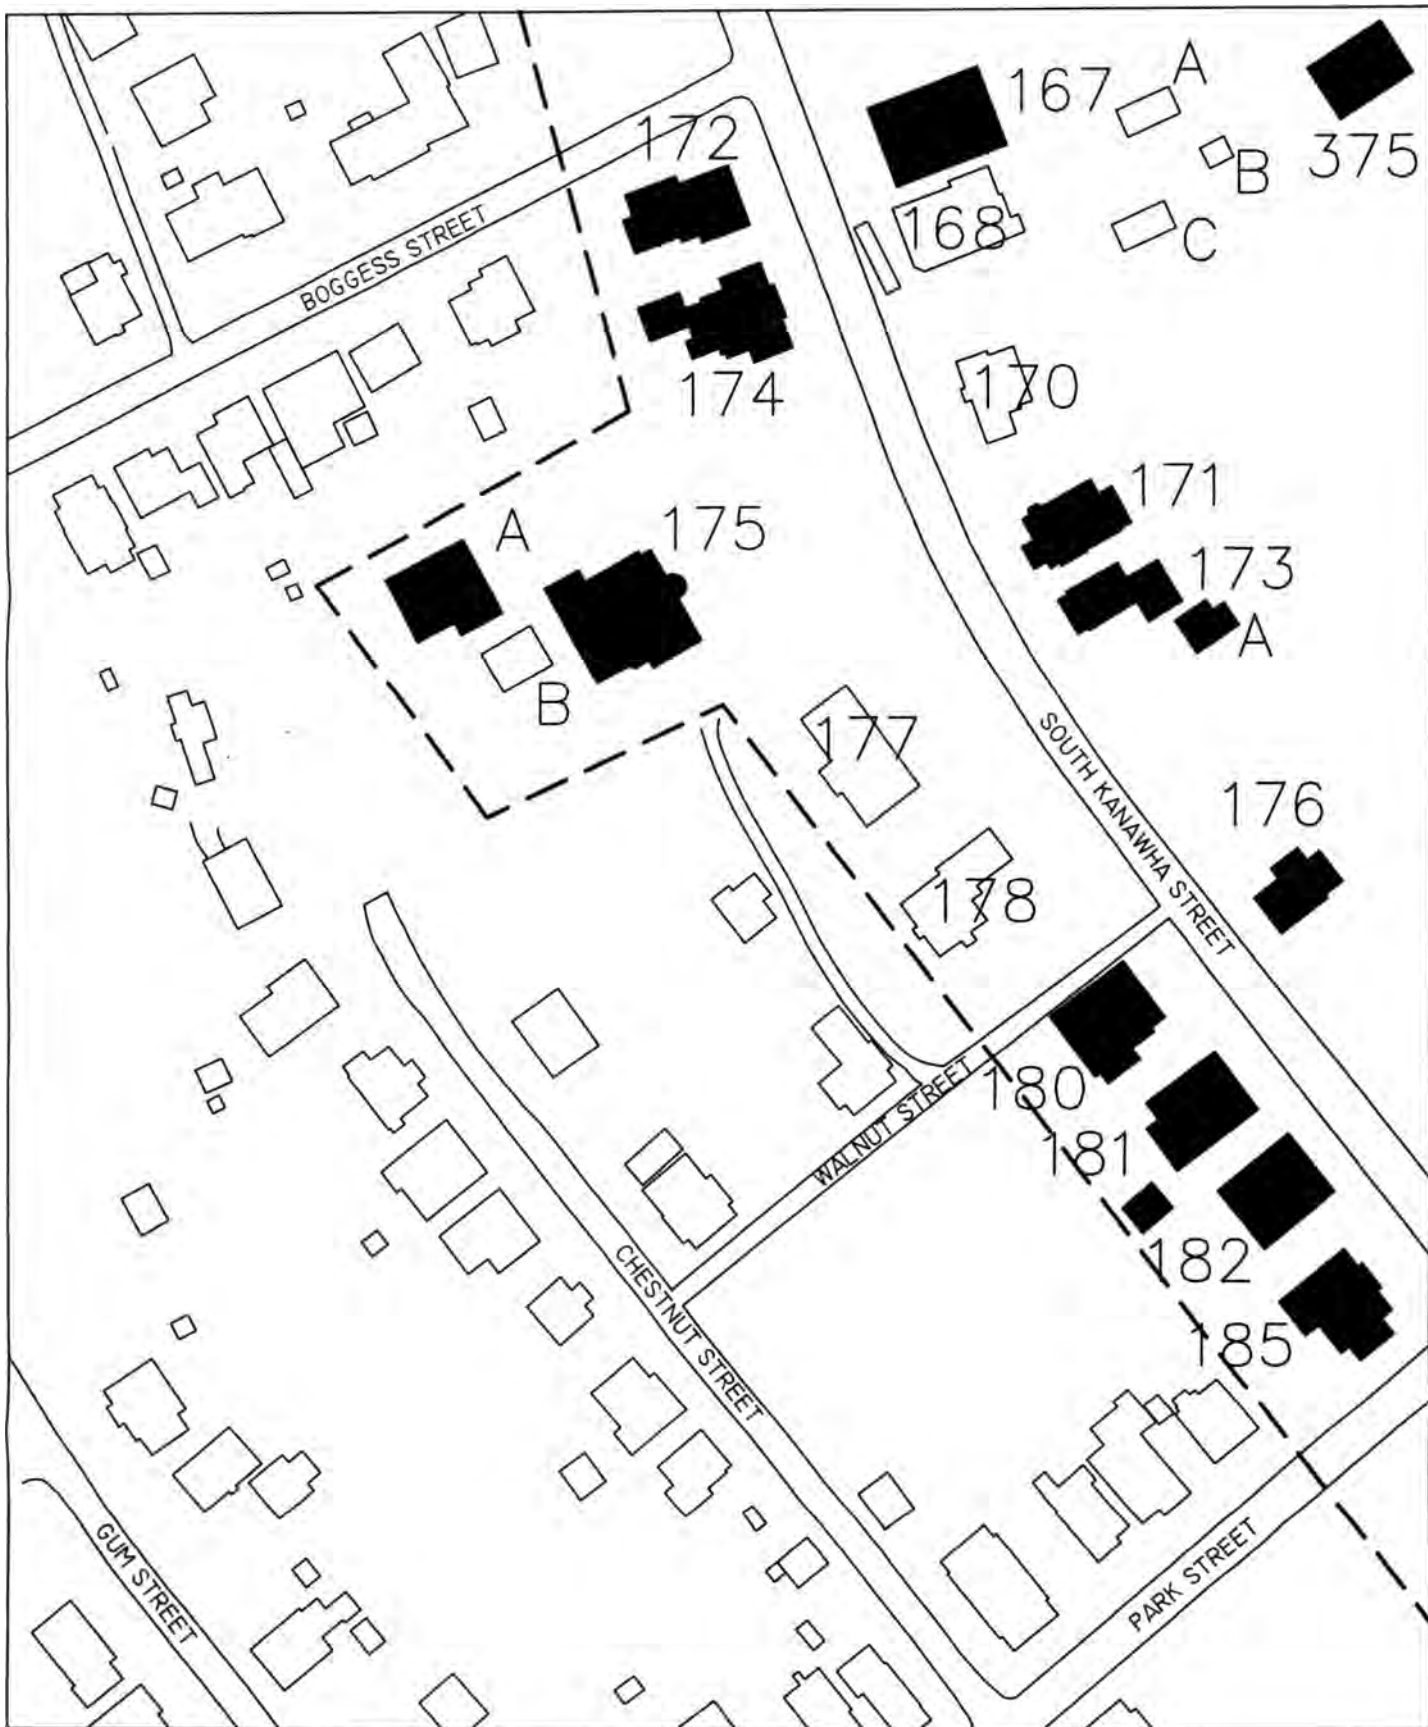 A
167
172
375
B
168
C
BOGGESS STREET
170
174
171
A
175
173
A
B
177
SOUTH KANAWHA STREET
176
178
180
WALNUT STREET
181
182
CHESTNUT STREET
185
GUM STREET
PARK STREET